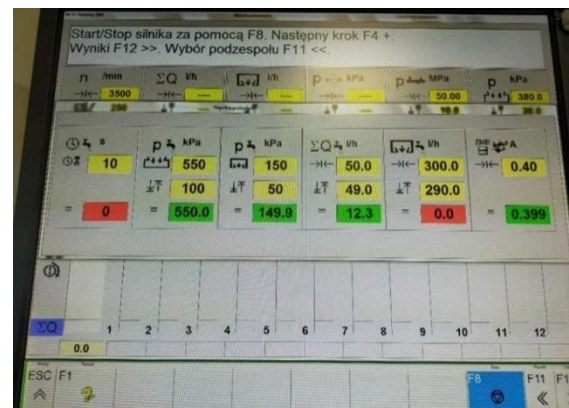 Start/Stop silnika za pomocą F8. Następny krok F4 +.
Wyniki F12 >>. Wybór podzespołu F11 <<.
n /min ΣQ l/h l/h p kPa p MPa p kPa
3500 50.00 380.0
250
s p kPa p kPa ΣQ l/h l/h A
10 550 150 50.0 300.0 0.40
100 50 49.0 290.0
= 0 = 550.0 = 149.9 = 12.3 = 0.0 = 0.399
ΣQ 1 2 3 4 5 6 7 8 9 10 11 12
0.0
ESC F1 F8 F11 F1